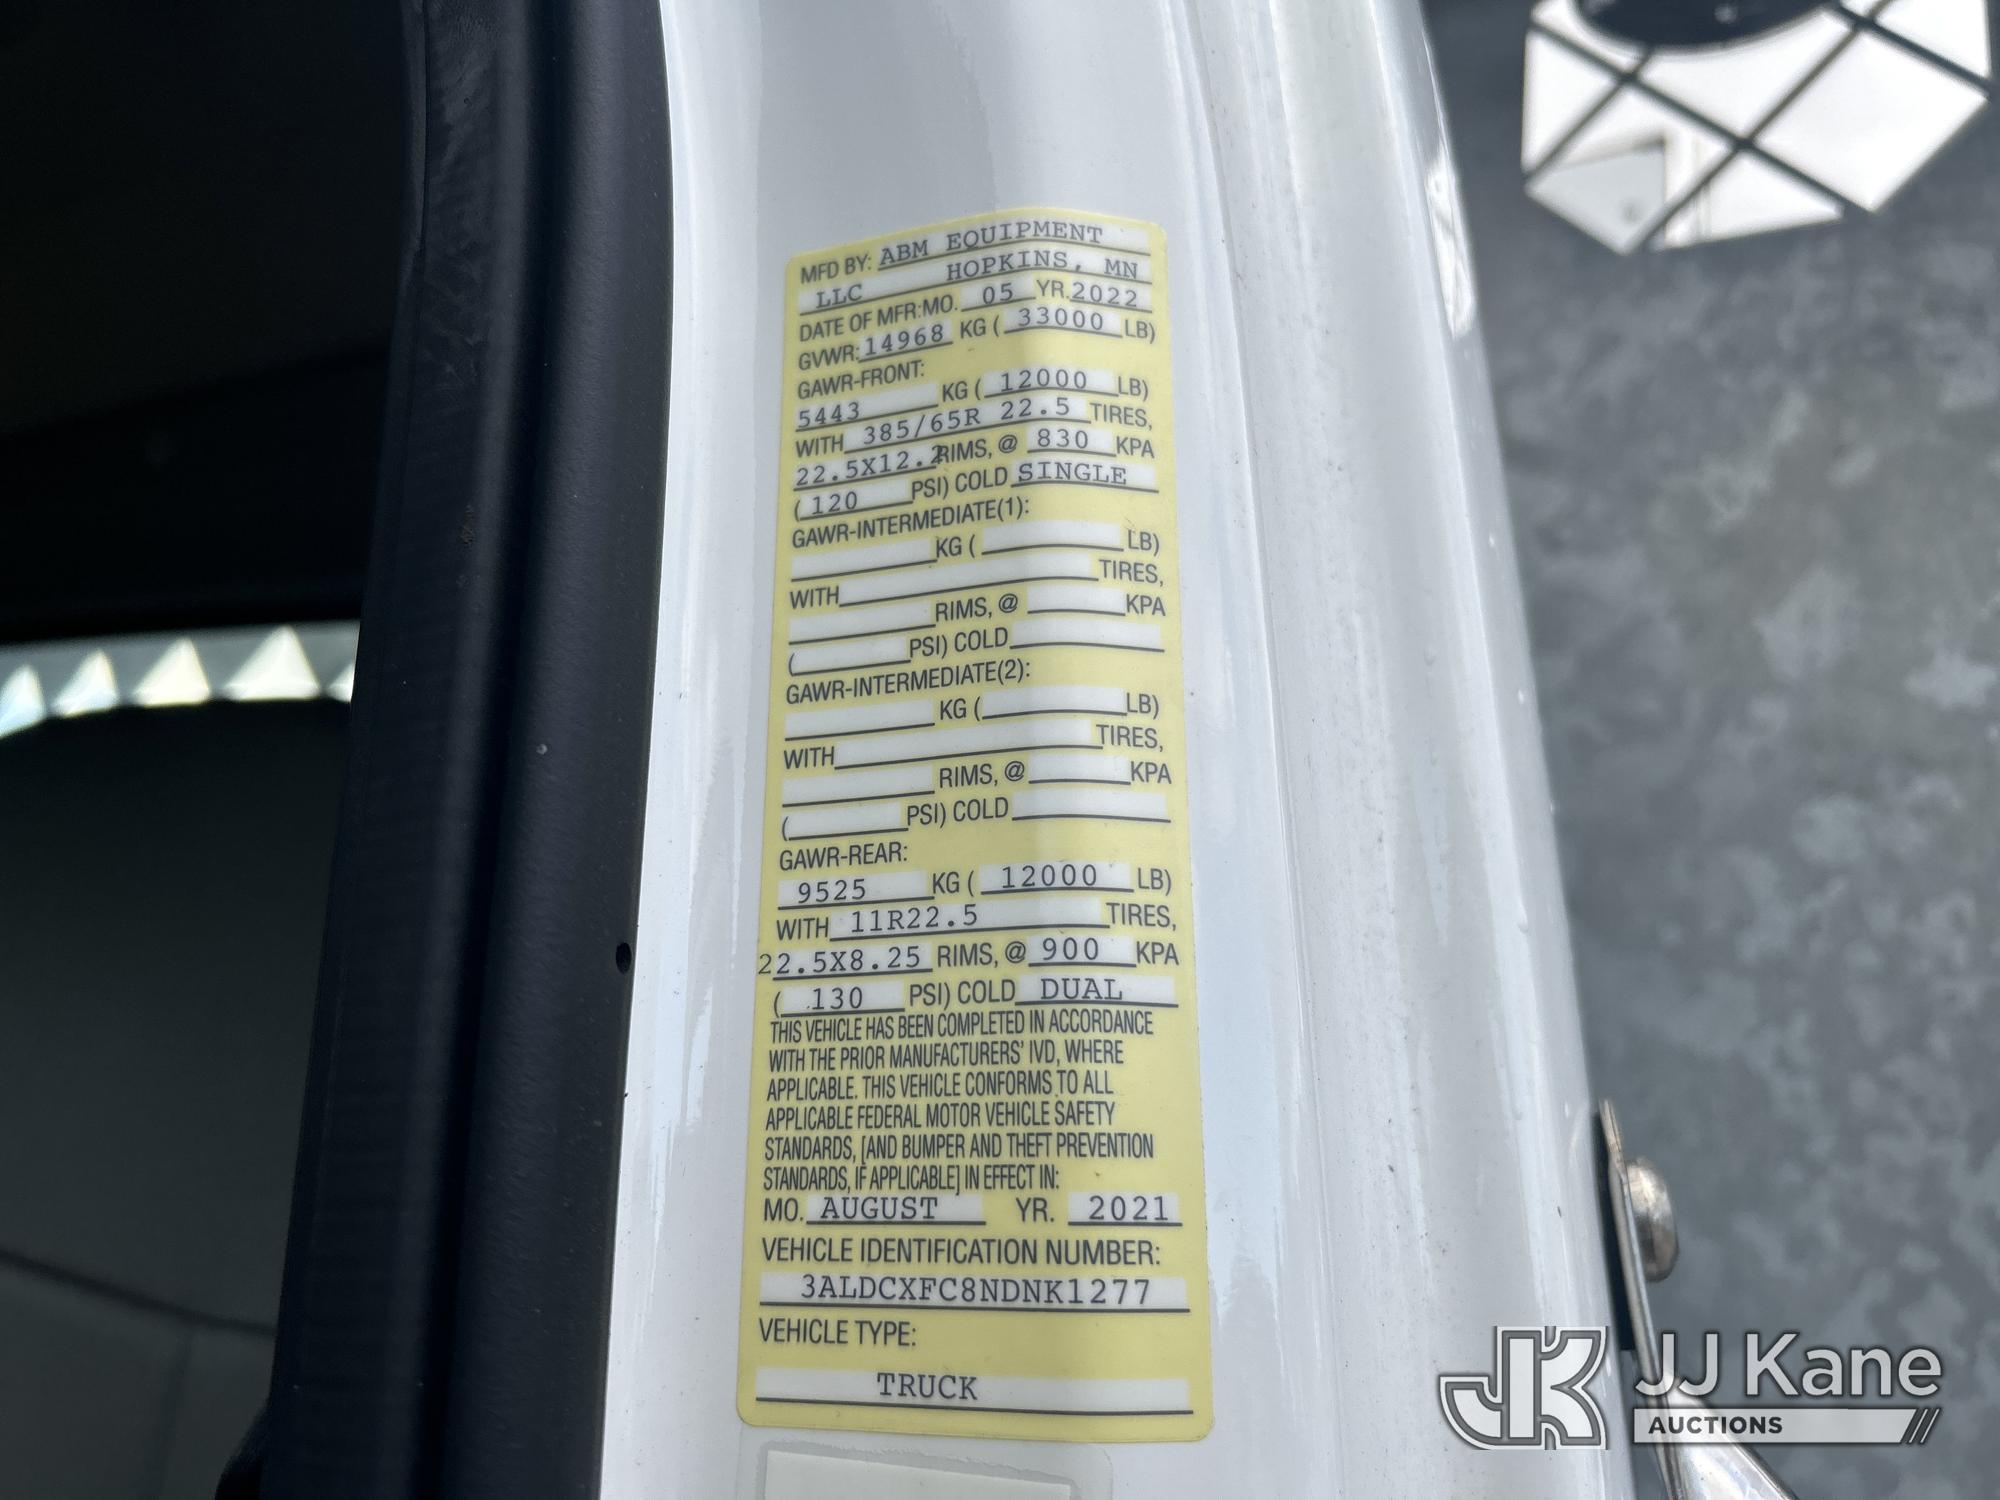 MFD BY: ABM EQUIPMENT
LLC HOPKINS, MN
DATE OF MFR:MO. 05 YR.2022
GVWR:14968 KG ( 33000 LB)
GAWR-FRONT:
5443 KG ( 12000 LB)
WITH 385/65R 22.5 TIRES,
22.5X12.2 RIMS, @ 830 KPA
( 120 PSI) COLD SINGLE
GAWR-INTERMEDIATE(1):
KG ( LB)
WITH TIRES,
RIMS, @ KPA
( PSI) COLD
GAWR-INTERMEDIATE(2):
KG ( LB)
WITH TIRES,
RIMS, @ KPA
( PSI) COLD
GAWR-REAR:
9525 KG ( 12000 LB)
WITH 11R22.5 TIRES,
22.5X8.25 RIMS, @ 900 KPA
( 130 PSI) COLD DUAL
THIS VEHICLE HAS BEEN COMPLETED IN ACCORDANCE
WITH THE PRIOR MANUFACTURERS' IVD, WHERE
APPLICABLE. THIS VEHICLE CONFORMS TO ALL
APPLICABLE FEDERAL MOTOR VEHICLE SAFETY
STANDARDS, [AND BUMPER AND THEFT PREVENTION
STANDARDS, IF APPLICABLE] IN EFFECT IN:
MO. AUGUST YR. 2021
VEHICLE IDENTIFICATION NUMBER:
3ALDCXFC8NDNK1277
VEHICLE TYPE:
TRUCK
JK JJ Kane
AUCTIONS